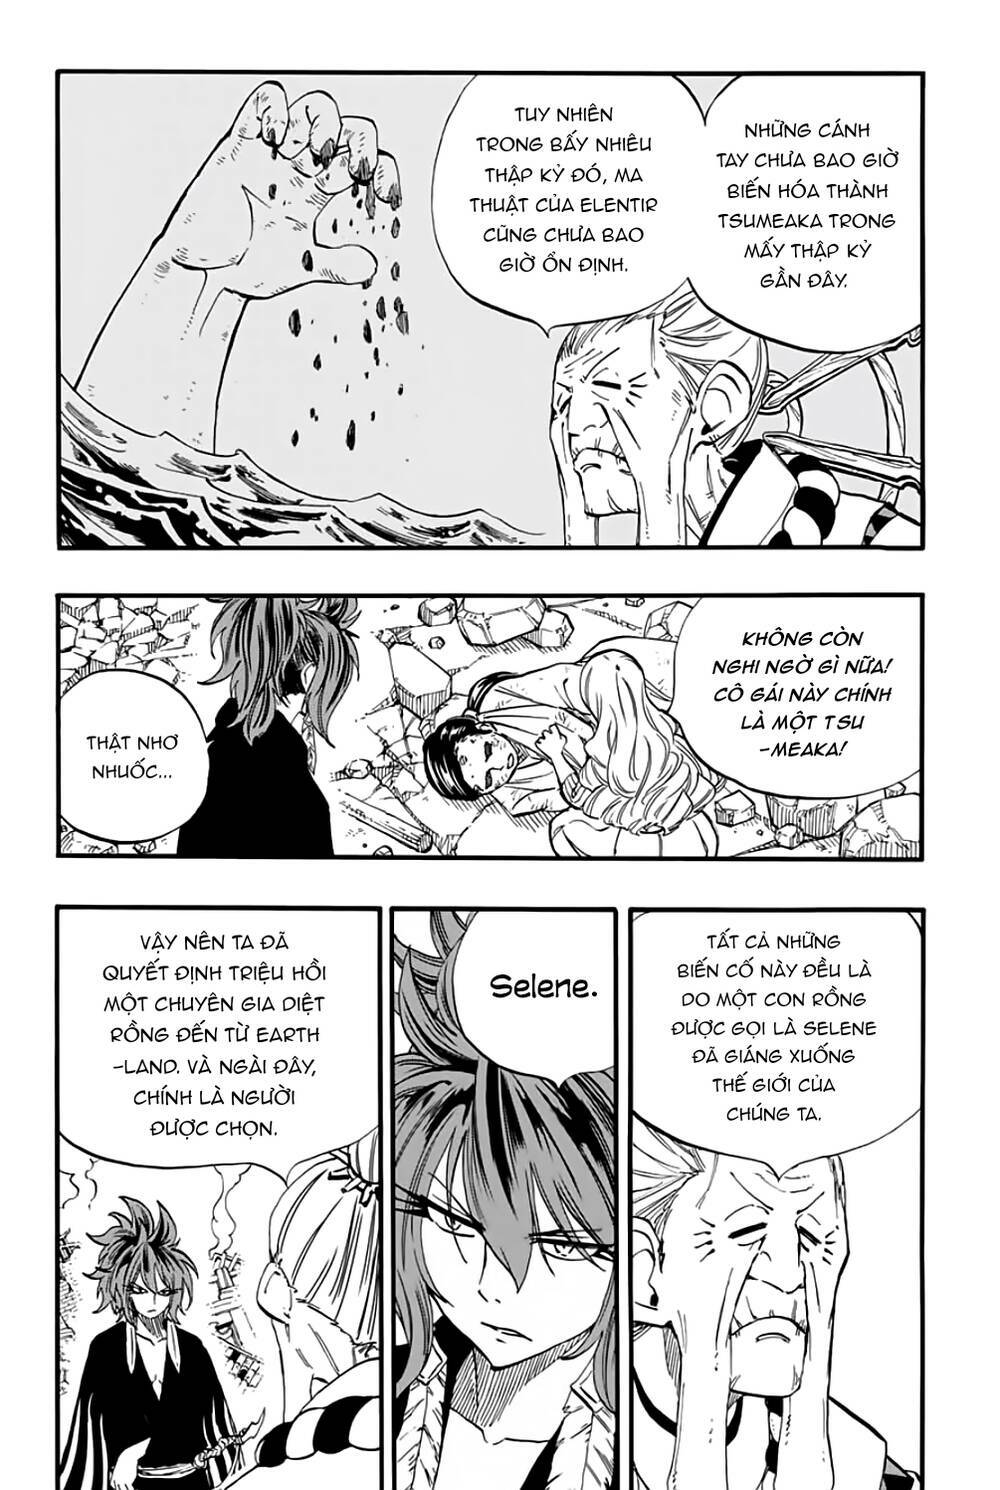 NHỮNG CÁNH
TAY CHƯA BAO GIỜ
BIẾN HÓA THÀNH
TSUMEAKA TRONG
MẤY THẬP KỶ
GẦN ĐÂY.
TUY NHIÊN
TRONG BẤY NHIÊU
THẬP KỶ ĐÓ, MA
THUẬT CỦA ELENTIR
CŨNG CHƯA BAO
GIỜ ỔN ĐỊNH.
KHÔNG CÒN
NGHI NGỜ GÌ NỮA!
CÔ GÁI NÀY CHÍNH
LÀ MỘT TSU
-MEAKA!
THẬT NHƠ
NHUỐC...
TẤT CẢ NHỮNG
BIẾN CỐ NÀY ĐỀU LÀ
DO MỘT CON RỒNG
ĐƯỢC GỌI LÀ SELENE
ĐÃ GIÁNG XUỐNG
THẾ GIỚI CỦA
CHÚNG TA.
Selene.
VẬY NÊN TA ĐÃ
QUYẾT ĐỊNH TRIỆU HỒI
MỘT CHUYÊN GIA DIỆT
RỒNG ĐẾN TỪ EARTH
-LAND. VÀ NGÀI ĐÂY,
CHÍNH LÀ NGƯỜI
ĐƯỢC CHỌN.